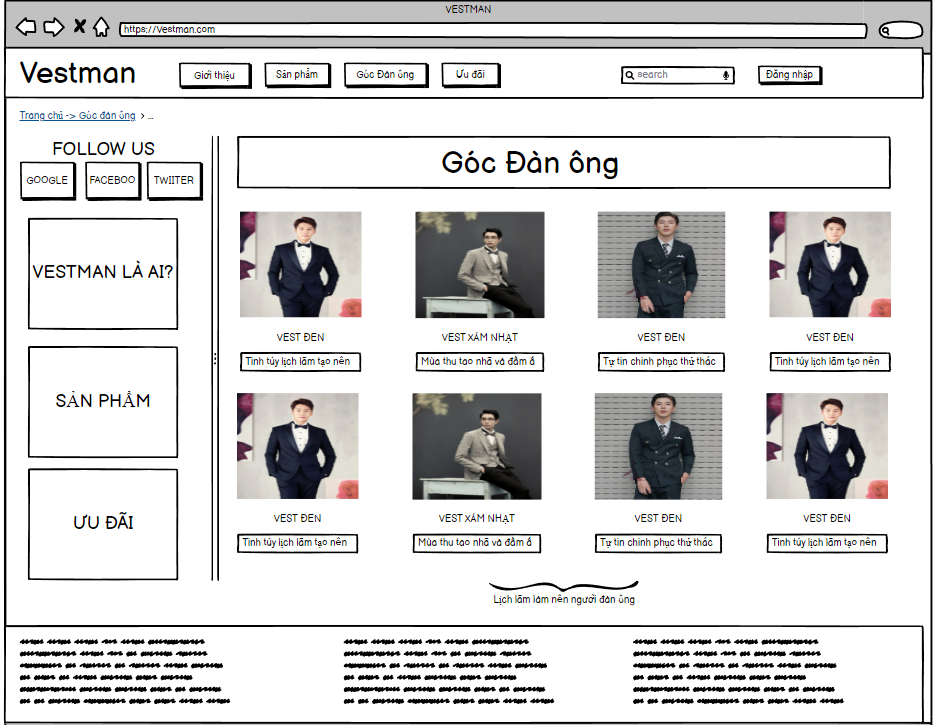 VESTMAN
https://Vestman.com
Vestman
Giới thiệu
Sản phẩm
Góc Đàn ông
Ưu đãi
search
Đăng nhập
Trang chủ -> Góc đàn ông > ...
FOLLOW US
GOOGLE
FACEBOO
TWIITER
VESTMAN LÀ AI?
SẢN PHẨM
ƯU ĐÃI
Góc Đàn ông
VEST ĐEN
VEST XÁM NHẠT
VEST ĐEN
VEST ĐEN
Tinh túy lịch lãm tạo nên
Mùa thu tao nhã và đầm ấ
Tự tin chinh phục thử thác
Tinh túy lịch lãm tạo nên
VEST ĐEN
VEST XÁM NHẠT
VEST ĐEN
VEST ĐEN
Tinh túy lịch lãm tạo nên
Mùa thu tao nhã và đầm ấ
Tự tin chinh phục thử thác
Tinh túy lịch lãm tạo nên
Lịch lãm làm nên người đàn ông